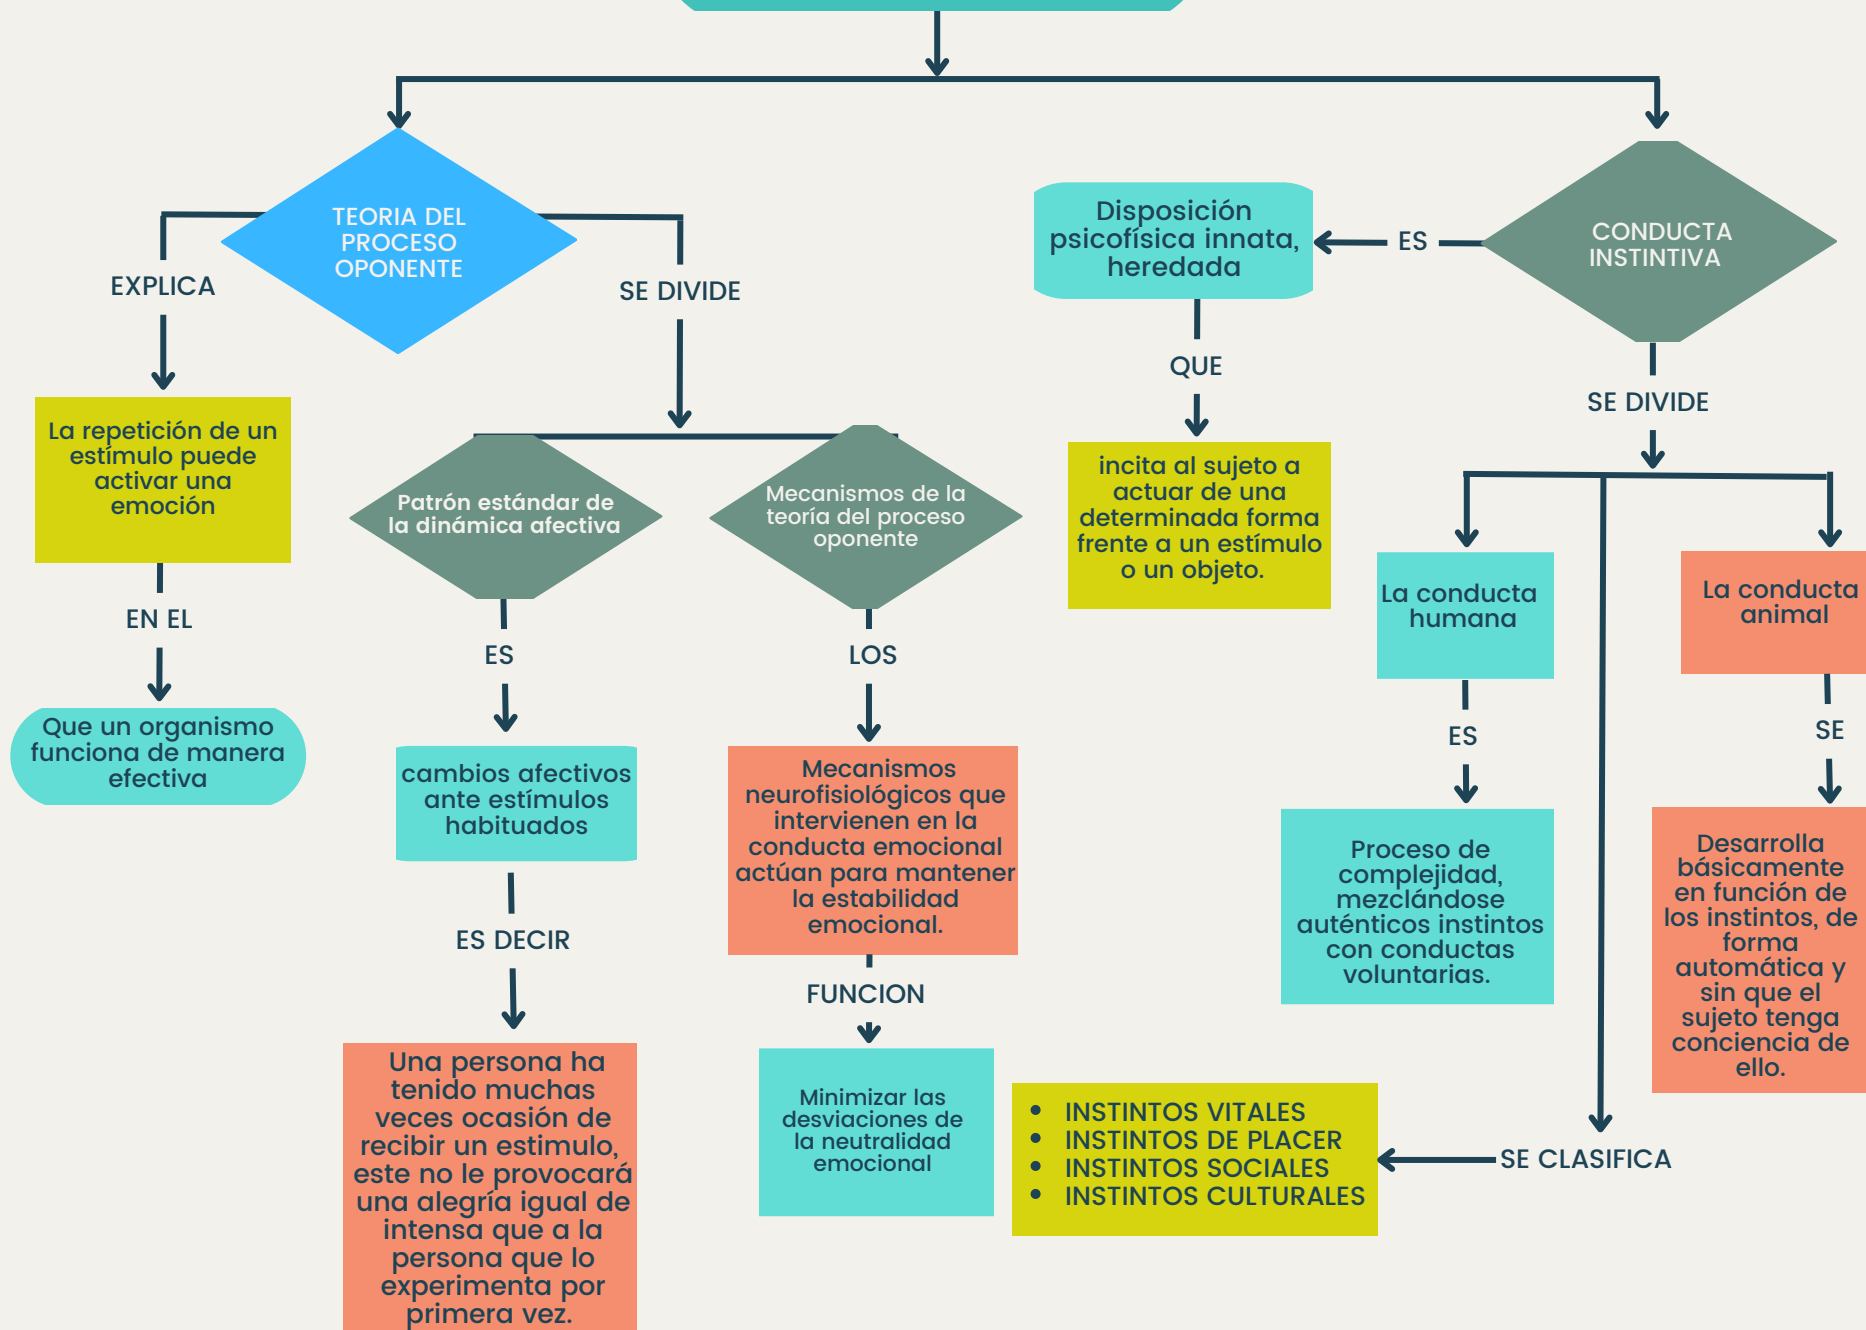 TEORIA DEL
PROCESO
OPONENTE
EXPLICA
La repetición de un
estímulo puede
activar una
emoción
EN EL
Que un organismo
funciona de manera
efectiva
SE DIVIDE
Patrón estándar de
la dinámica afectiva
ES
cambios afectivos
ante estímulos
habituados
ES DECIR
Una persona ha
tenido muchas
veces ocasión de
recibir un estimulo,
este no le provocará
una alegría igual de
intensa que a la
persona que lo
experimenta por
primera vez.
Mecanismos de la
teoría del proceso
oponente
LOS
Mecanismos
neurofisiológicos que
intervienen en la
conducta emocional
actúan para mantener
la estabilidad
emocional.
FUNCION
Minimizar las
desviaciones de
la neutralidad
emocional
CONDUCTA
INSTINTIVA
ES
Disposición
psicofísica innata,
heredada
QUE
incita al sujeto a
actuar de una
determinada forma
frente a un estímulo
o un objeto.
SE DIVIDE
La conducta
humana
ES
Proceso de
complejidad,
mezclándose
auténticos instintos
con conductas
voluntarias.
La conducta
animal
SE
Desarrolla
básicamente
en función de
los instintos, de
forma
automática y
sin que el
sujeto tenga
conciencia de
ello.
SE CLASIFICA
• INSTINTOS VITALES
• INSTINTOS DE PLACER
• INSTINTOS SOCIALES
• INSTINTOS CULTURALES